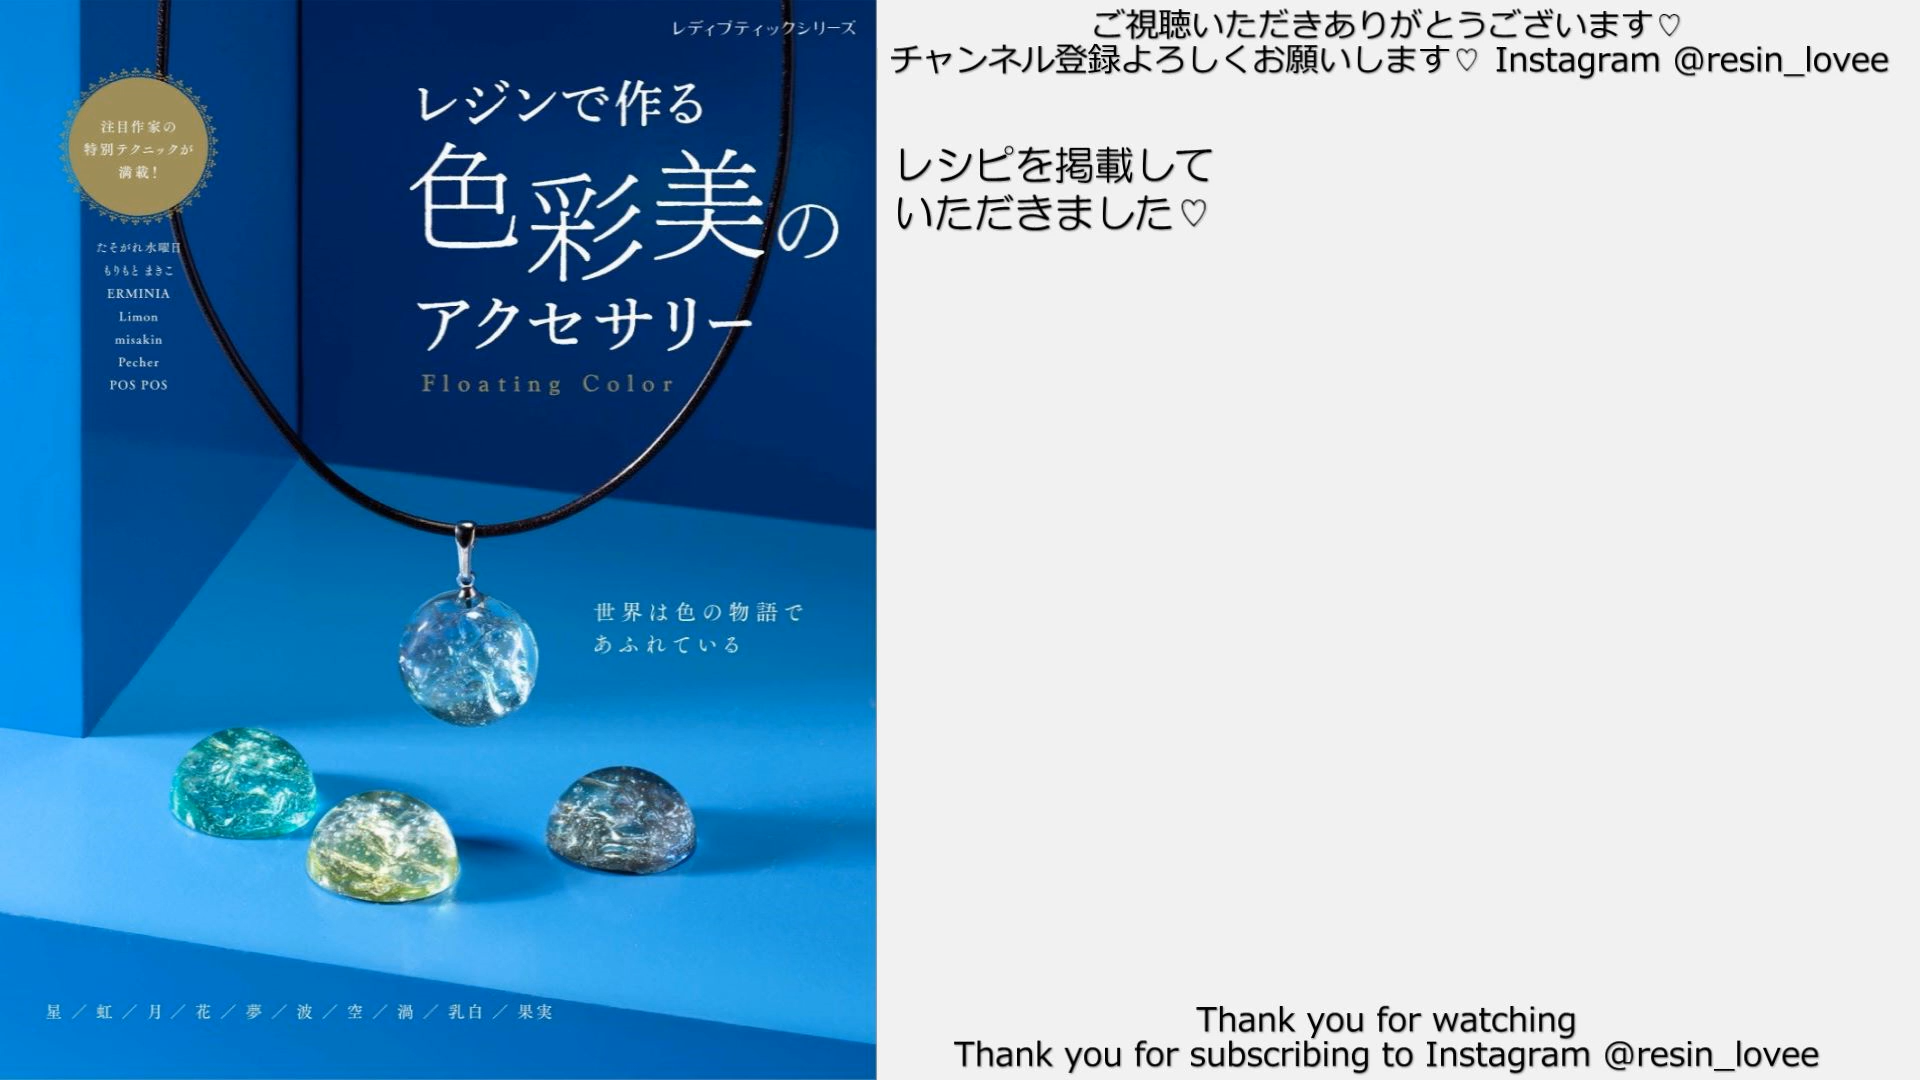 レディブティックシリーズ
注目作家の
特別テクニックが
満載！
レジンで作る
色彩美の
アクセサリー
Floating Color
たそがれ水曜日
もりもと まきこ
ERMINIA
Limon
misakin
Pecher
POS POS
世界は色の物語で
あふれている
星／虹／月／花／夢／波／空／渦／乳白／果実
ご視聴いただきありがとうございます♡
チャンネル登録よろしくお願いします♡ Instagram @resin_lovee
レシピを掲載して
いただきました♡
Thank you for watching
Thank you for subscribing to Instagram @resin_lovee